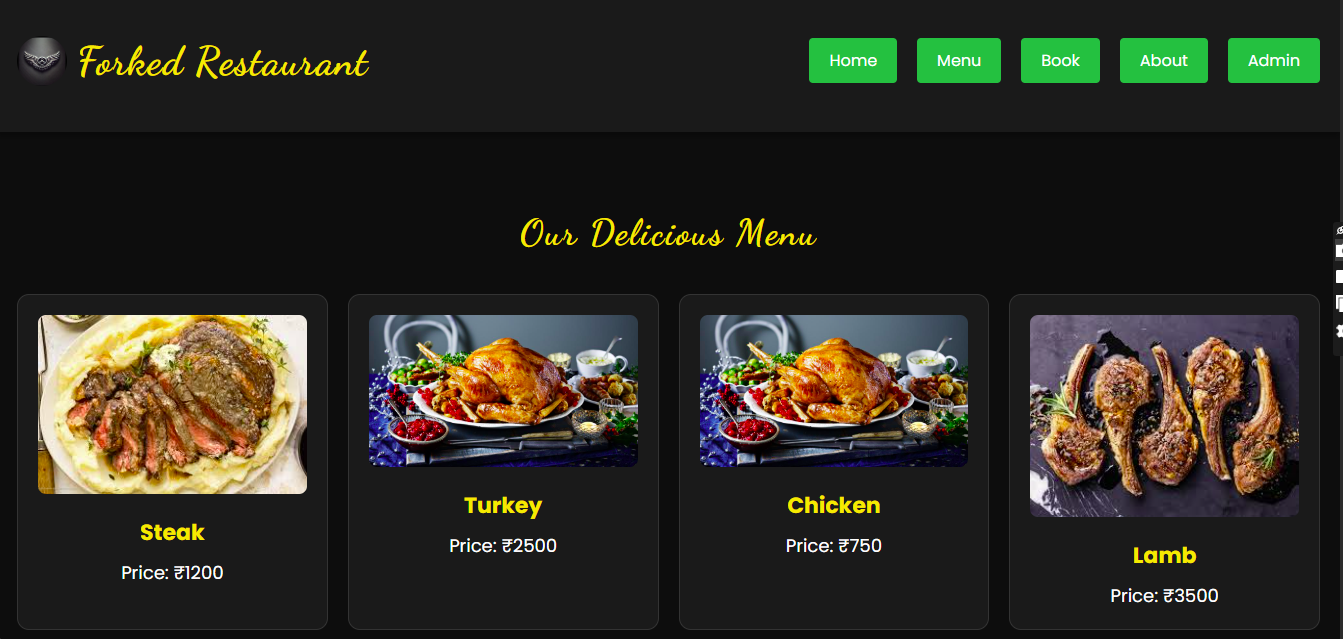 Forked Restaurant
Home
Menu
Book
About
Admin
Our Delicious Menu
Steak
Price: ₹1200
Turkey
Price: ₹2500
Chicken
Price: ₹750
Lamb
Price: ₹3500